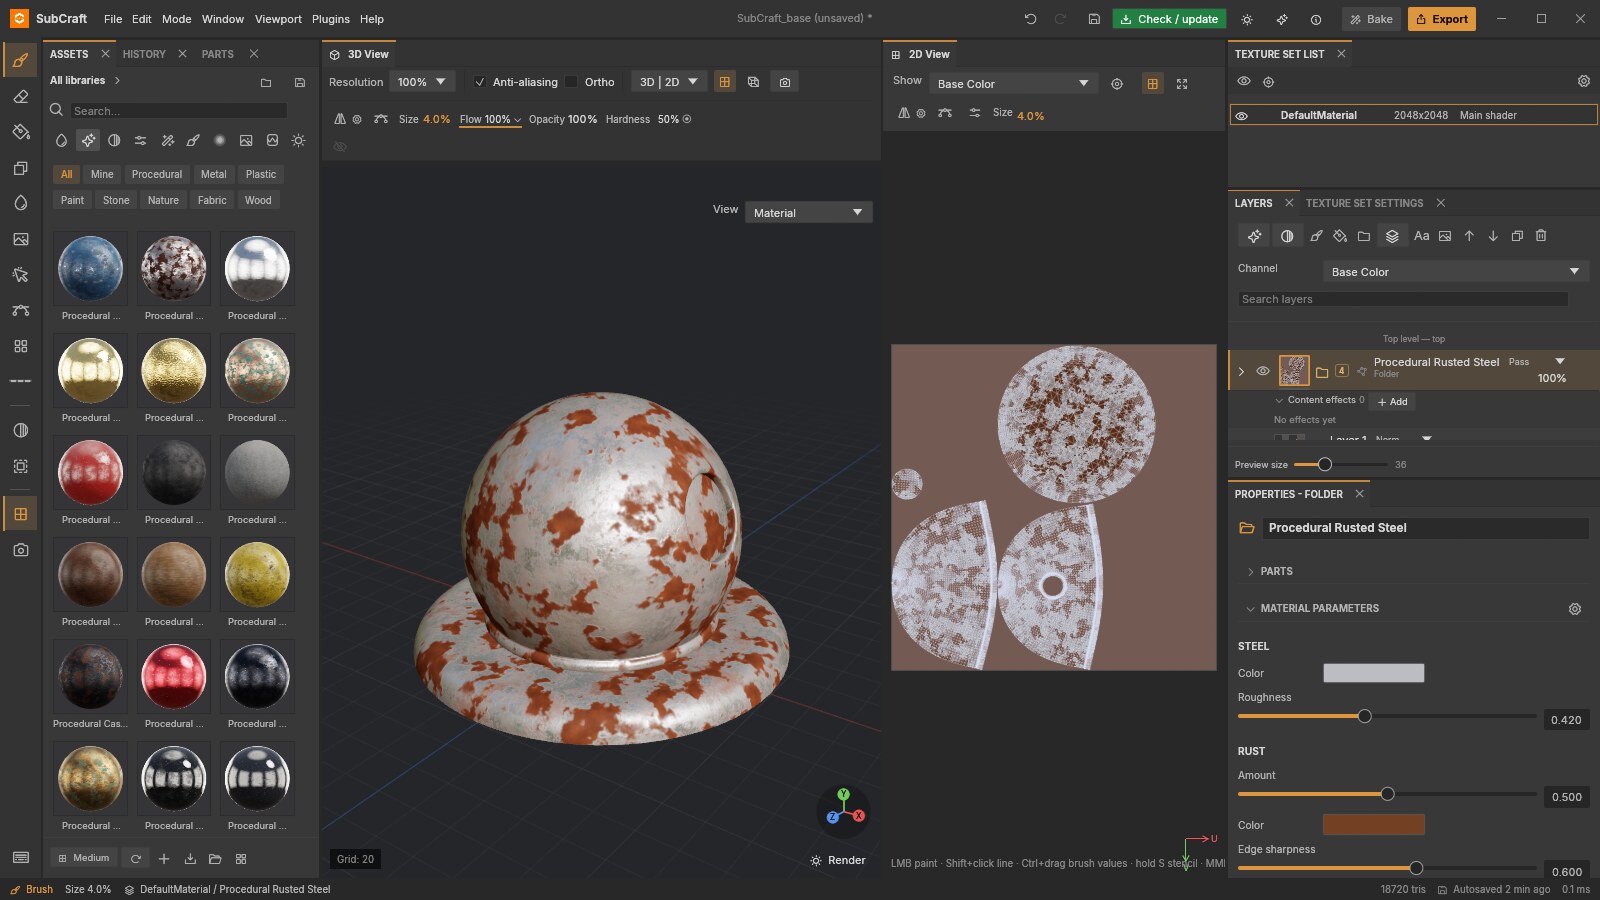 SubCraft File Edit Mode Window Viewport Plugins Help
SubCraft_base (unsaved) *
Check / update
Bake
Export
ASSETS HISTORY PARTS
All libraries
Search...
All Mine Procedural Metal Plastic
Paint Stone Nature Fabric Wood
Procedural ... Procedural ... Procedural ...
Procedural ... Procedural ... Procedural ...
Procedural ... Procedural ... Procedural ...
Procedural ... Procedural ... Procedural ...
Procedural Cas... Procedural ... Procedural ...
Procedural ... Procedural ... Procedural ...
Medium
3D View
Resolution 100% Anti-aliasing Ortho 3D | 2D
Size 4.0% Flow 100% Opacity 100% Hardness 50%
View Material
Y
Z X
Grid: 20
Render
2D View
Show Base Color
Size 4.0%
U
V
LMB paint · Shift+click line · Ctrl+drag brush values · hold S stencil · MMI
TEXTURE SET LIST
DefaultMaterial 2048x2048 Main shader
LAYERS TEXTURE SET SETTINGS
Aa
Channel Base Color
Search layers
Top level — top
4 Procedural Rusted Steel Pass
Folder 100%
Content effects 0 + Add
No effects yet
Layer 1 Norm
Preview size 36
PROPERTIES - FOLDER
Procedural Rusted Steel
PARTS
MATERIAL PARAMETERS
STEEL
Color
Roughness
0.420
RUST
Amount
0.500
Color
Edge sharpness
0.600
Brush Size 4.0% DefaultMaterial / Procedural Rusted Steel
18720 tris Autosaved 2 min ago 0.1 ms